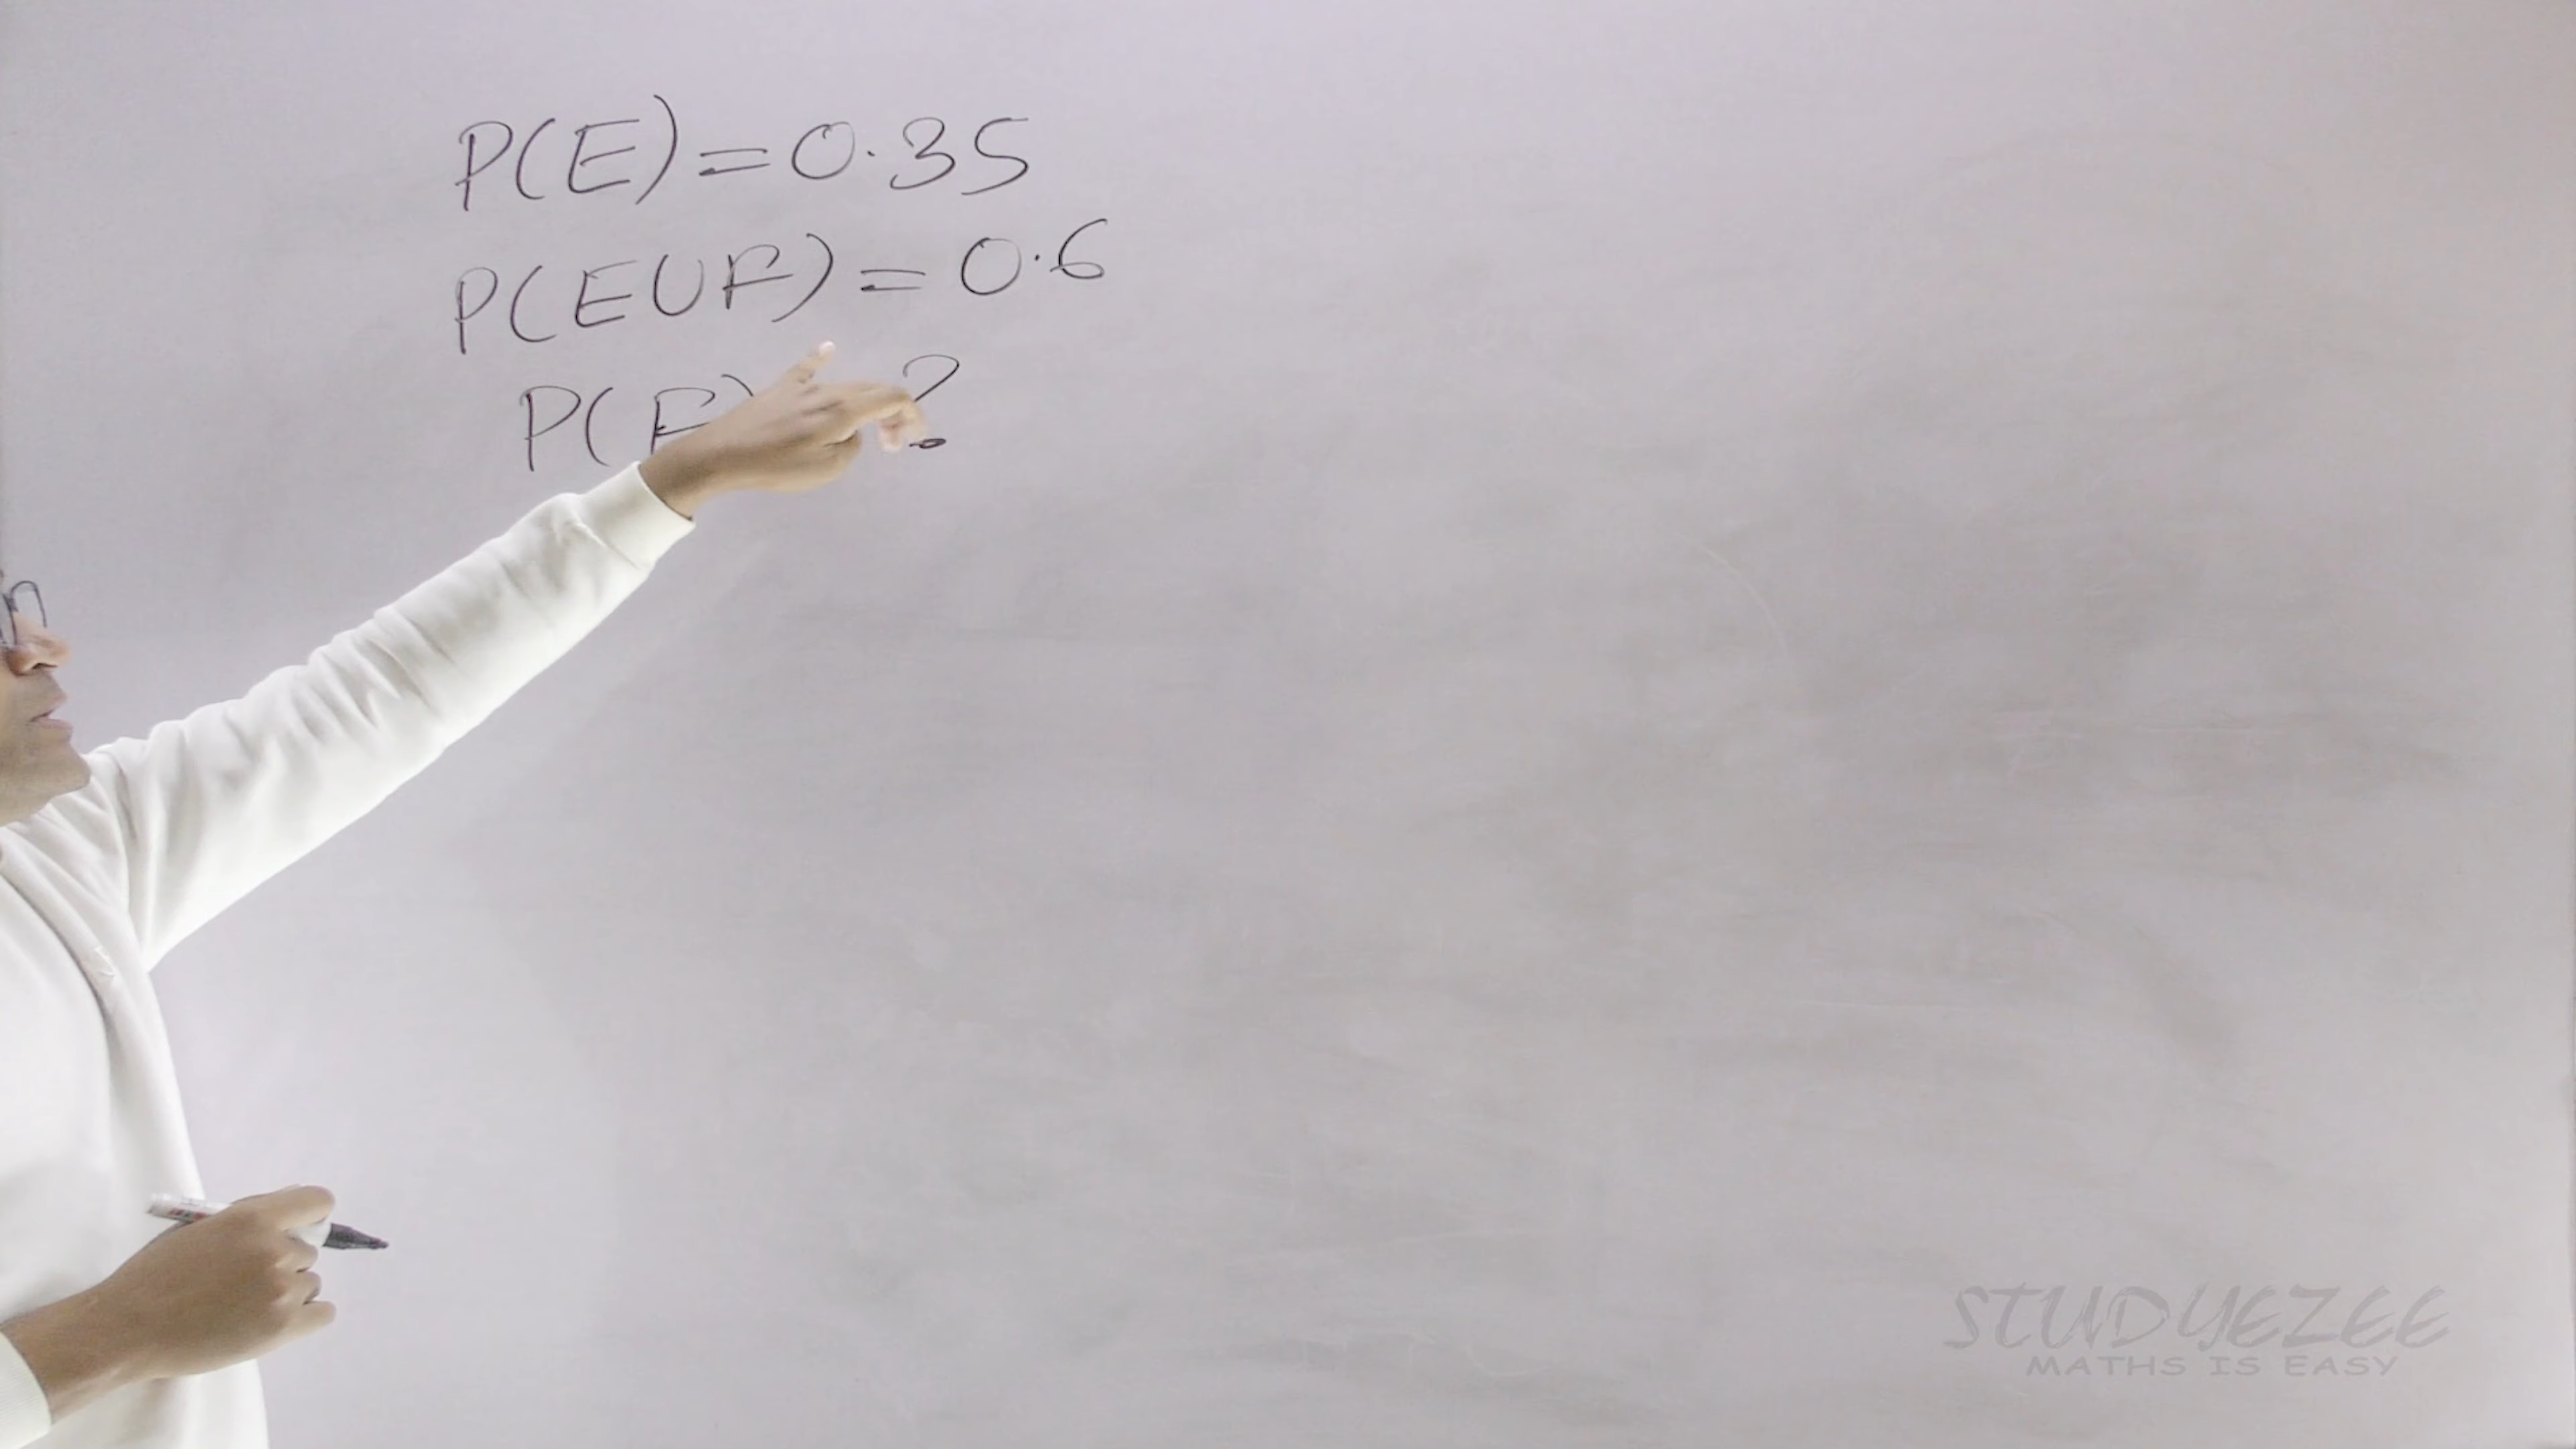 P(E) = 0.35
P(EUF) = 0.6
P(F) ?
STUDYEZEE
MATHS IS EASY